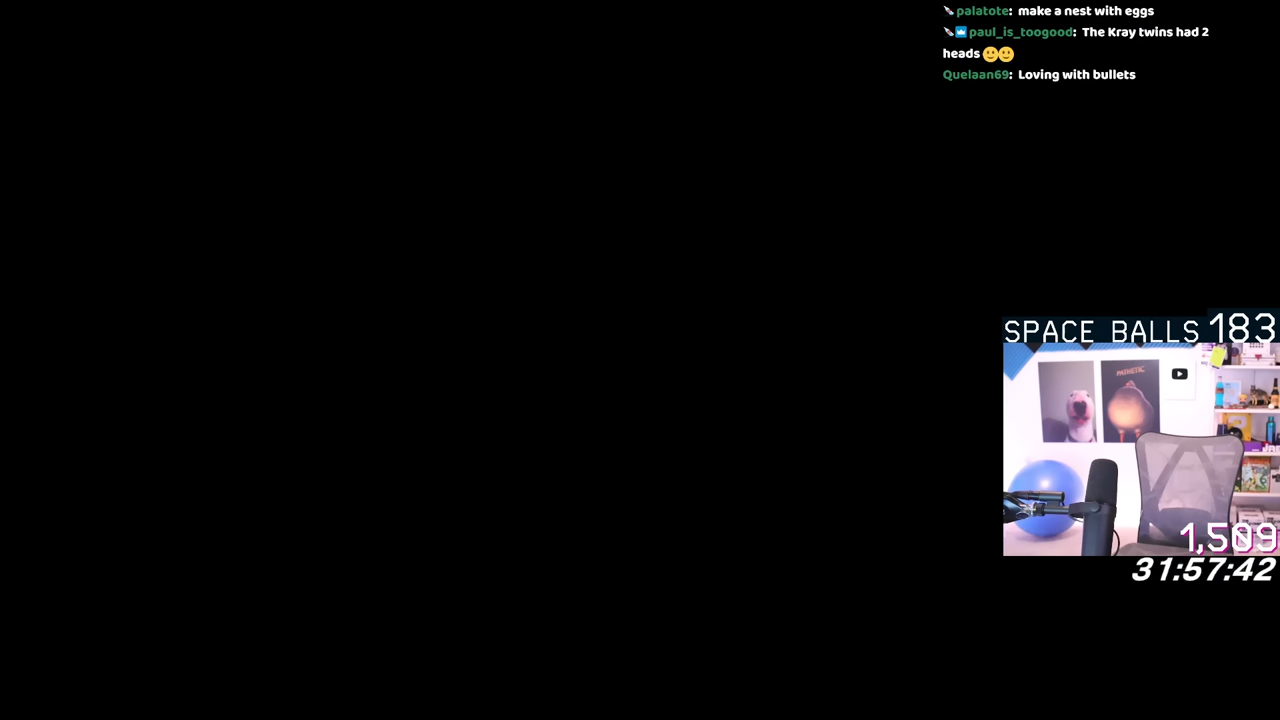 palatote: make a nest with eggs
paul_is_toogood: The Kray twins had 2
heads
Quelaan69: Loving with bullets
SPACE BALLS 183
PATHETIC
1,509
31:57:42